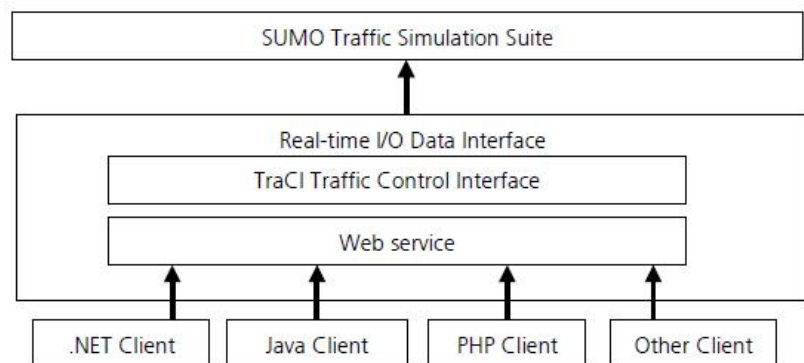 SUMO Traffic Simulation Suite
Real-time I/O Data Interface
TraCI Traffic Control Interface
Web service
.NET Client
Java Client
PHP Client
Other Client